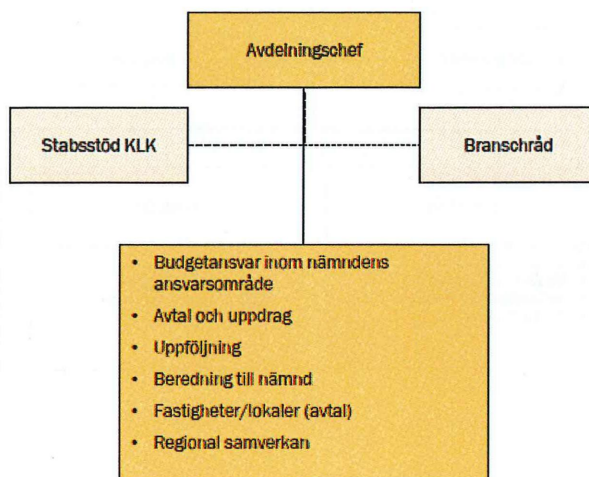 Avdelningschef
Stabsstöd KLK
Branschråd
• Budgetansvar inom nämndens
ansvarsområde
• Avtal och uppdrag
• Uppföljning
• Beredning till nämnd
• Fastigheter/lokaler (avtal)
• Regional samverkan